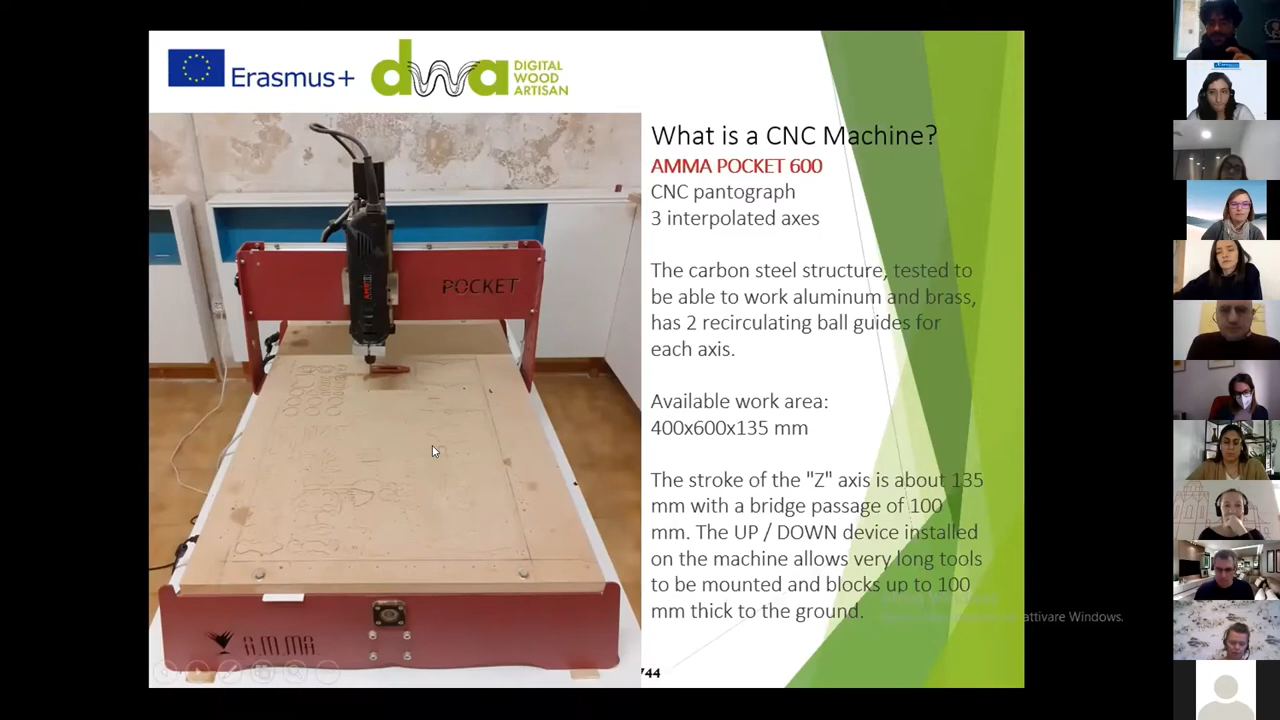 Erasmus+
dwa
DIGITAL
WOOD
ARTISAN
What is a CNC Machine?
AMMA POCKET 600
CNC pantograph
3 interpolated axes
The carbon steel structure, tested to
be able to work aluminum and brass,
has 2 recirculating ball guides for
each axis.
Available work area:
400x600x135 mm
The stroke of the "Z" axis is about 135
mm with a bridge passage of 100
mm. The UP / DOWN device installed
on the machine allows very long tools
to be mounted and blocks up to 100
mm thick to the ground.
POCKET
A.M.MA
attivare Windows.
/44